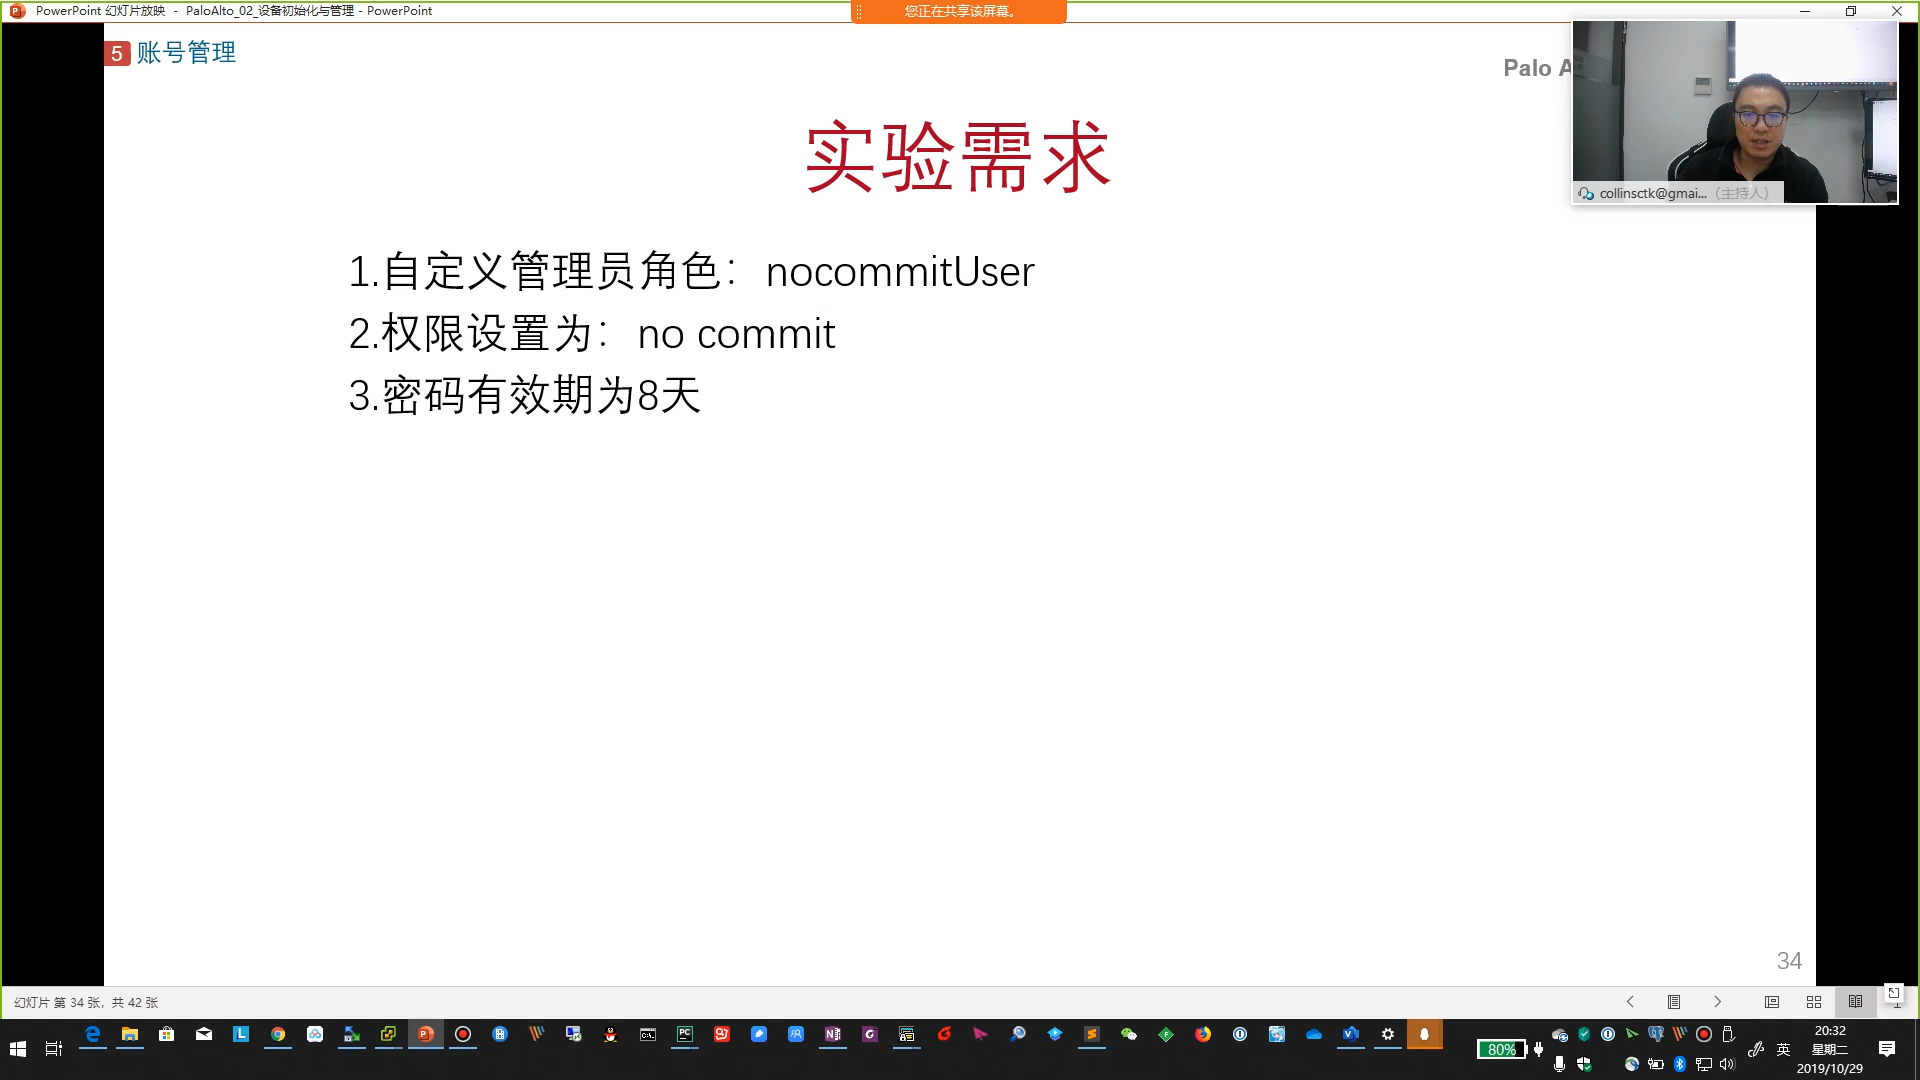 PowerPoint 幻灯片放映 - PaloAlto_02_设备初始化与管理 - PowerPoint
您正在共享该屏幕。
5 账号管理
Palo A
实验需求
collinsctk@gmai...（主持人）
1.自定义管理员角色：nocommitUser
2.权限设置为：no commit
3.密码有效期为8天
34
幻灯片 第 34 张，共 42 张
80%
英
20:32
星期二
2019/10/29